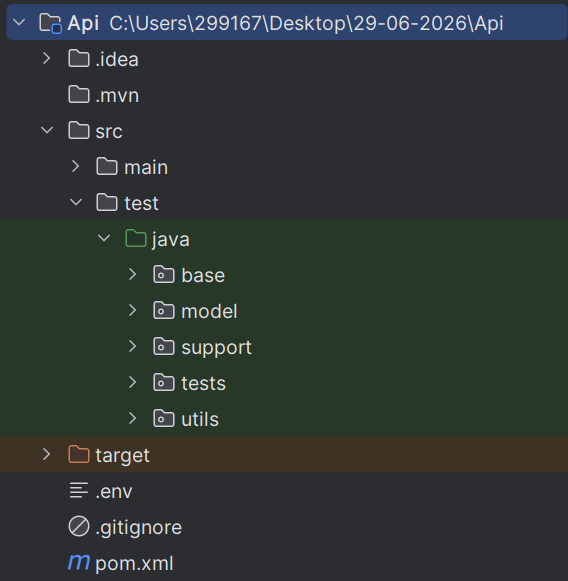 Api C:\Users\299167\Desktop\29-06-2026\Api
.idea
.mvn
src
main
test
java
base
model
support
tests
utils
target
.env
.gitignore
m pom.xml